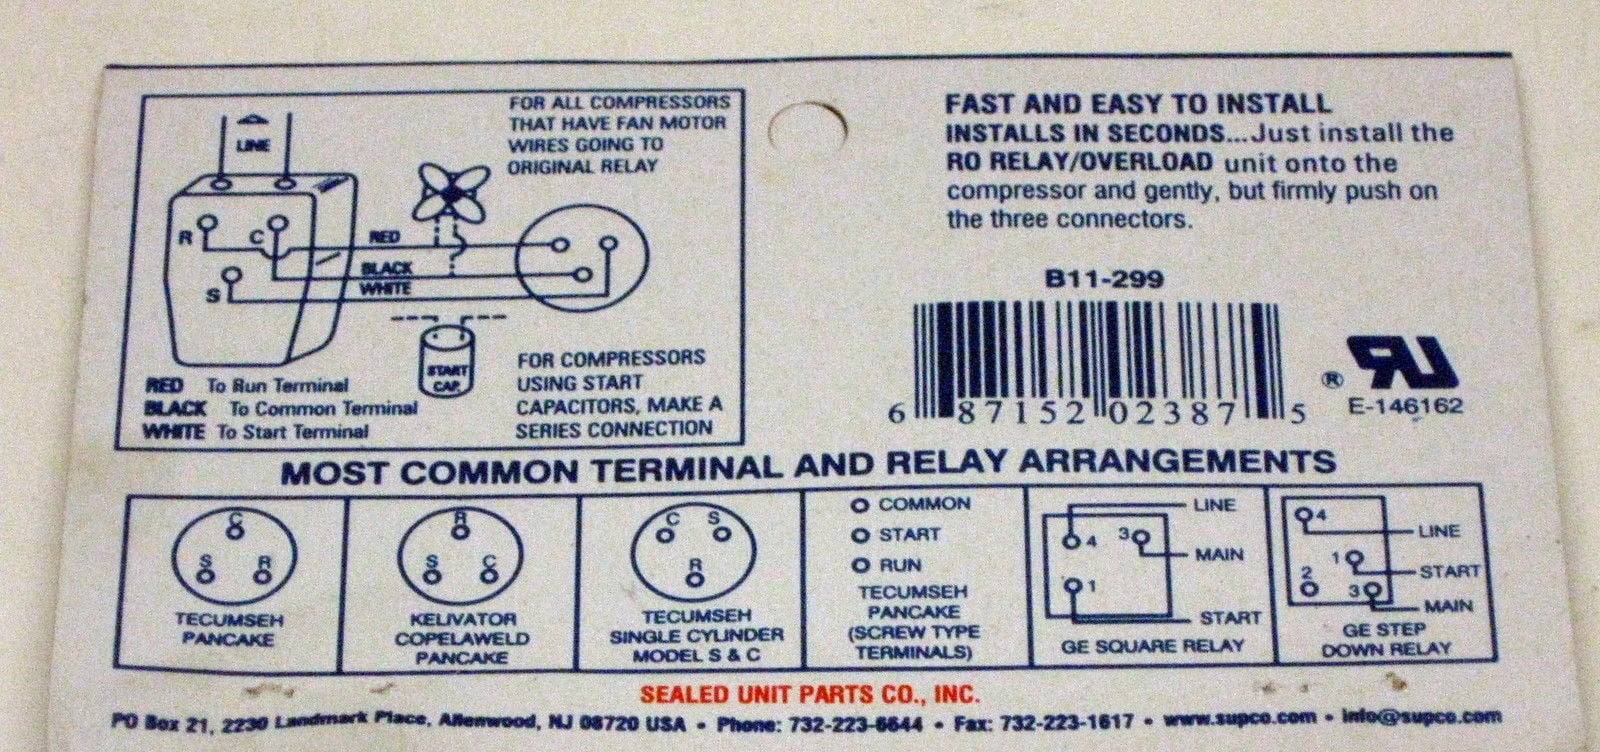 FOR ALL COMPRESSORS
THAT HAVE FAN MOTOR
WIRES GOING TO
ORIGINAL RELAY
LINE
R
C
S
RED
BLACK
WHITE
START
CAP.
FOR COMPRESSORS
USING START
CAPACITORS, MAKE A
SERIES CONNECTION
RED To Run Terminal
BLACK To Common Terminal
WHITE To Start Terminal
FAST AND EASY TO INSTALL
INSTALLS IN SECONDS...Just install the
RO RELAY/OVERLOAD unit onto the
compressor and gently, but firmly push on
the three connectors.
B11-299
6 87152 02387 5
® RU
E-146162
MOST COMMON TERMINAL AND RELAY ARRANGEMENTS
C
S R
TECUMSEH
PANCAKE
R
S C
KELIVATOR
COPELAWELD
PANCAKE
C S
R
TECUMSEH
SINGLE CYLINDER
MODEL S & C
COMMON
START
RUN
TECUMSEH
PANCAKE
(SCREW TYPE
TERMINALS)
LINE
4 3
MAIN
1
START
GE SQUARE RELAY
4
LINE
1
START
2
3
MAIN
GE STEP
DOWN RELAY
SEALED UNIT PARTS CO., INC.
PO Box 21, 2230 Landmark Place, Allenwood, NJ 08720 USA • Phone: 732-223-6644 • Fax: 732-223-1617 • www.supco.com • info@supco.com